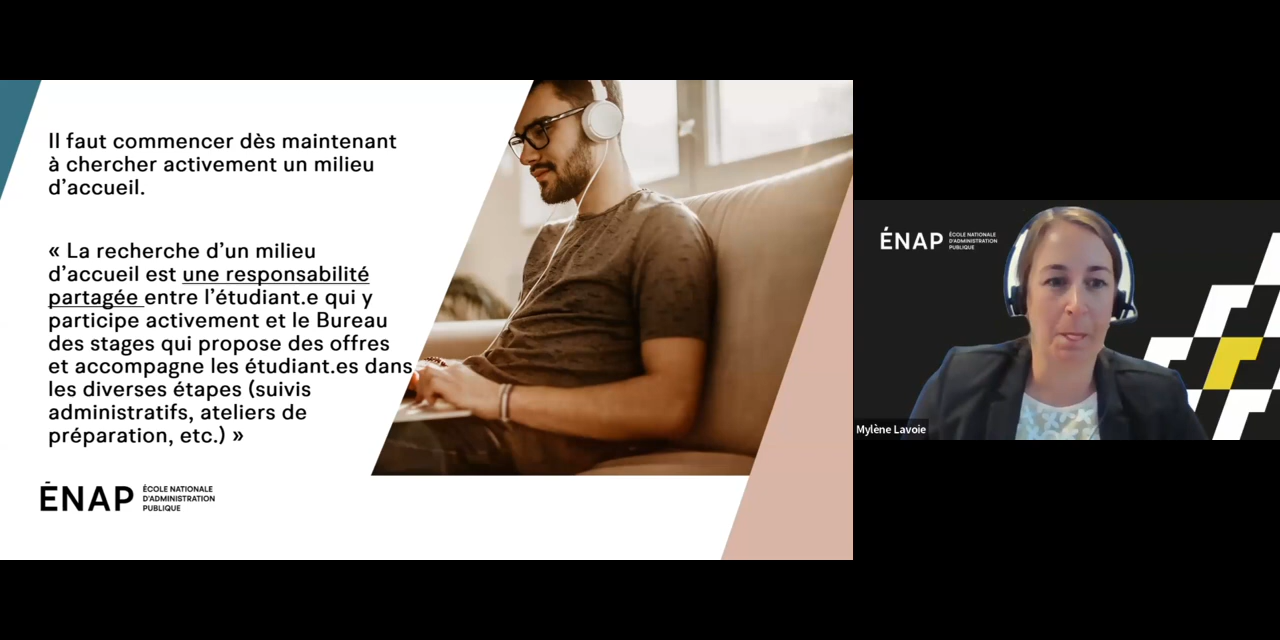 Il faut commencer dès maintenant
à chercher activement un milieu
d’accueil.
« La recherche d’un milieu
d’accueil est une responsabilité
partagée entre l’étudiant.e qui y
participe activement et le Bureau
des stages qui propose des offres
et accompagne les étudiant.es dans
les diverses étapes (suivis
administratifs, ateliers de
préparation, etc.) »
ÉNAP
ÉCOLE NATIONALE
D'ADMINISTRATION
PUBLIQUE
ÉNAP
ÉCOLE NATIONALE
D'ADMINISTRATION
PUBLIQUE
Mylène Lavoie